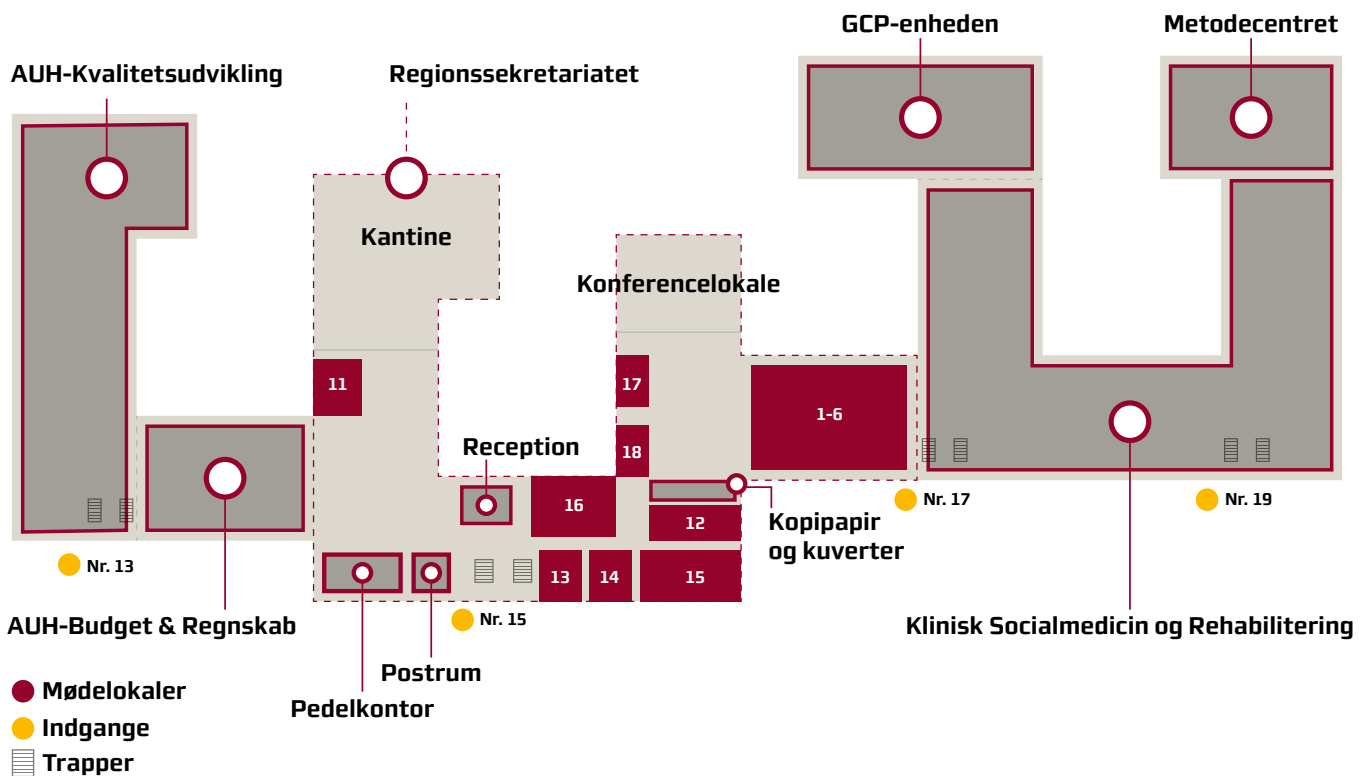 GCP-enheden
Metodecentret
AUH-Kvalitetsudvikling
Regionssekretariatet
Kantine
Konferencelokale
11
17
1-6
18
Reception
16
12
Nr. 17
Nr. 19
Kopipapir
og kuverter
Nr. 13
13
14
15
Nr. 15
AUH-Budget & Regnskab
Klinisk Socialmedicin og Rehabilitering
Postrum
Pedelkontor
Mødelokaler
Indgange
Trapper